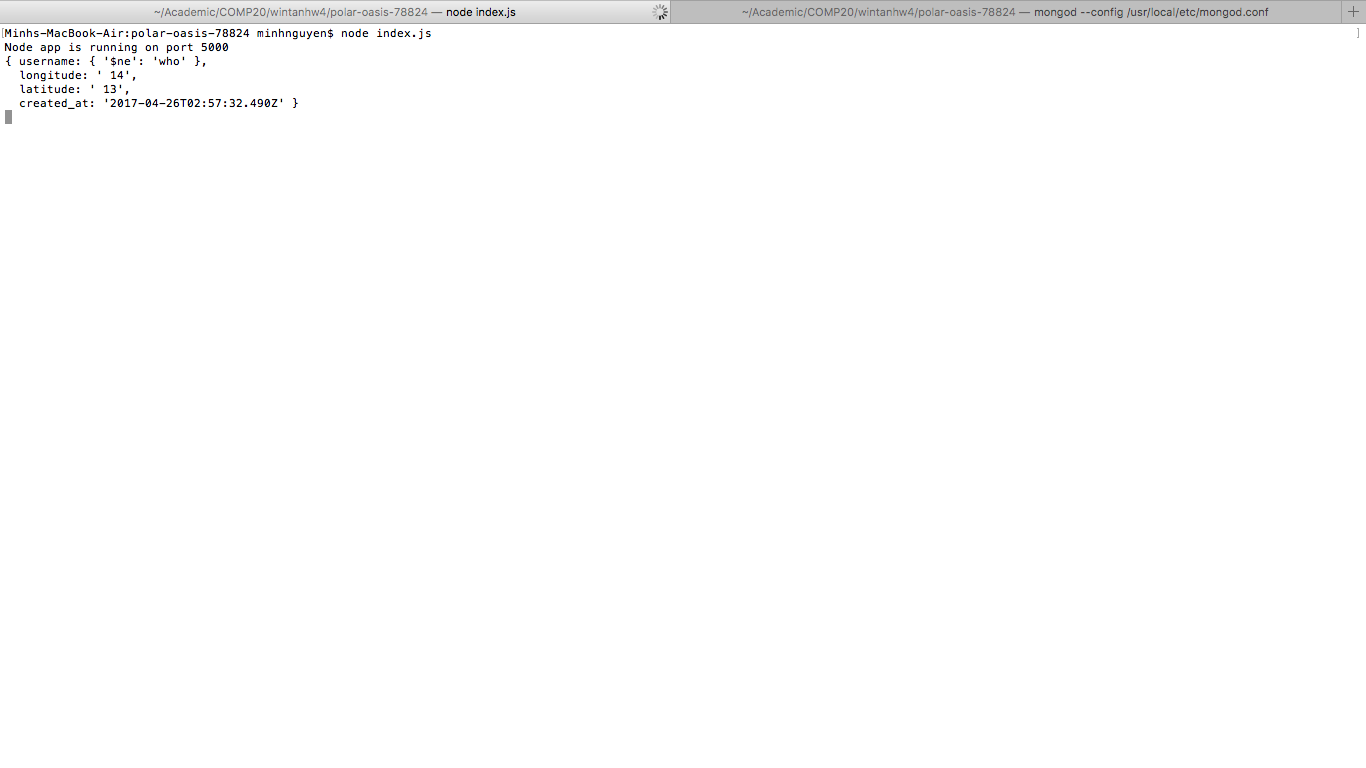 ~/Academic/COMP20/wintanhw4/polar-oasis-78824 — node index.js
~/Academic/COMP20/wintanhw4/polar-oasis-78824 — mongod --config /usr/local/etc/mongod.conf
[Minhs-MacBook-Air:polar-oasis-78824 minhnguyen$ node index.js ]
Node app is running on port 5000
{ username: { '$ne': 'who' },
  longitude: ' 14',
  latitude: ' 13',
  created_at: '2017-04-26T02:57:32.490Z' }